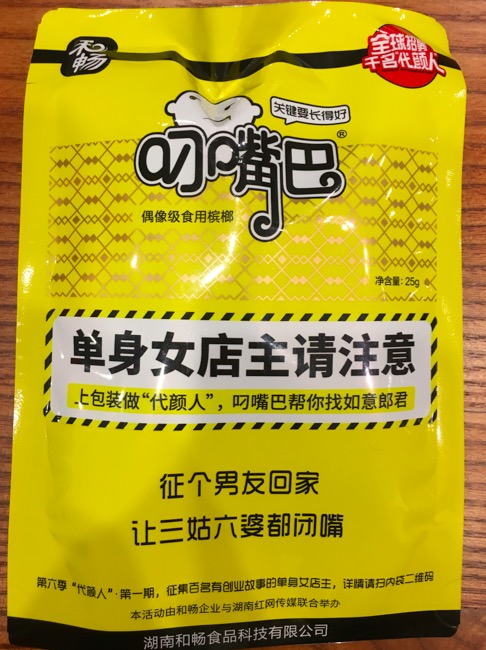 和畅
全球招募
千名代颜人
关键要长得好
叼嘴巴®
偶像级食用槟榔
净含量：25g
单身女店主请注意
上包装做“代颜人”，叼嘴巴帮你找如意郎君
征个男友回家
让三姑六婆都闭嘴
第六季“代颜人”·第一期，征集百名有创业故事的单身女店主，详情请扫内袋二维码
本活动由和畅企业与湖南红网传媒联合举办
湖南和畅食品科技有限公司